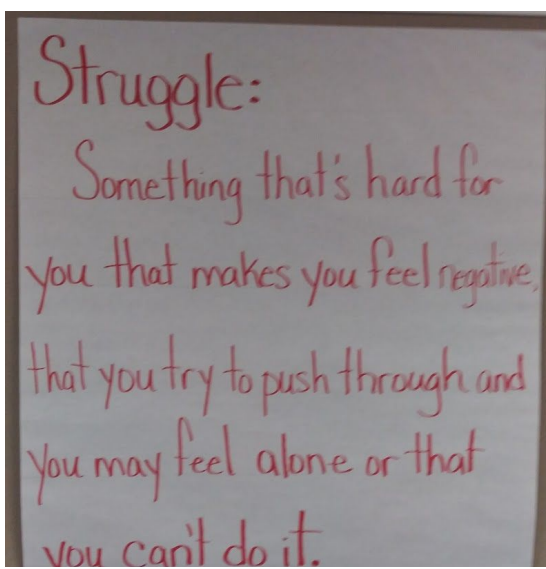 Struggle:
Something that's hard for
you that makes you feel negative,
that you try to push through and
you may feel alone or that
you can't do it.